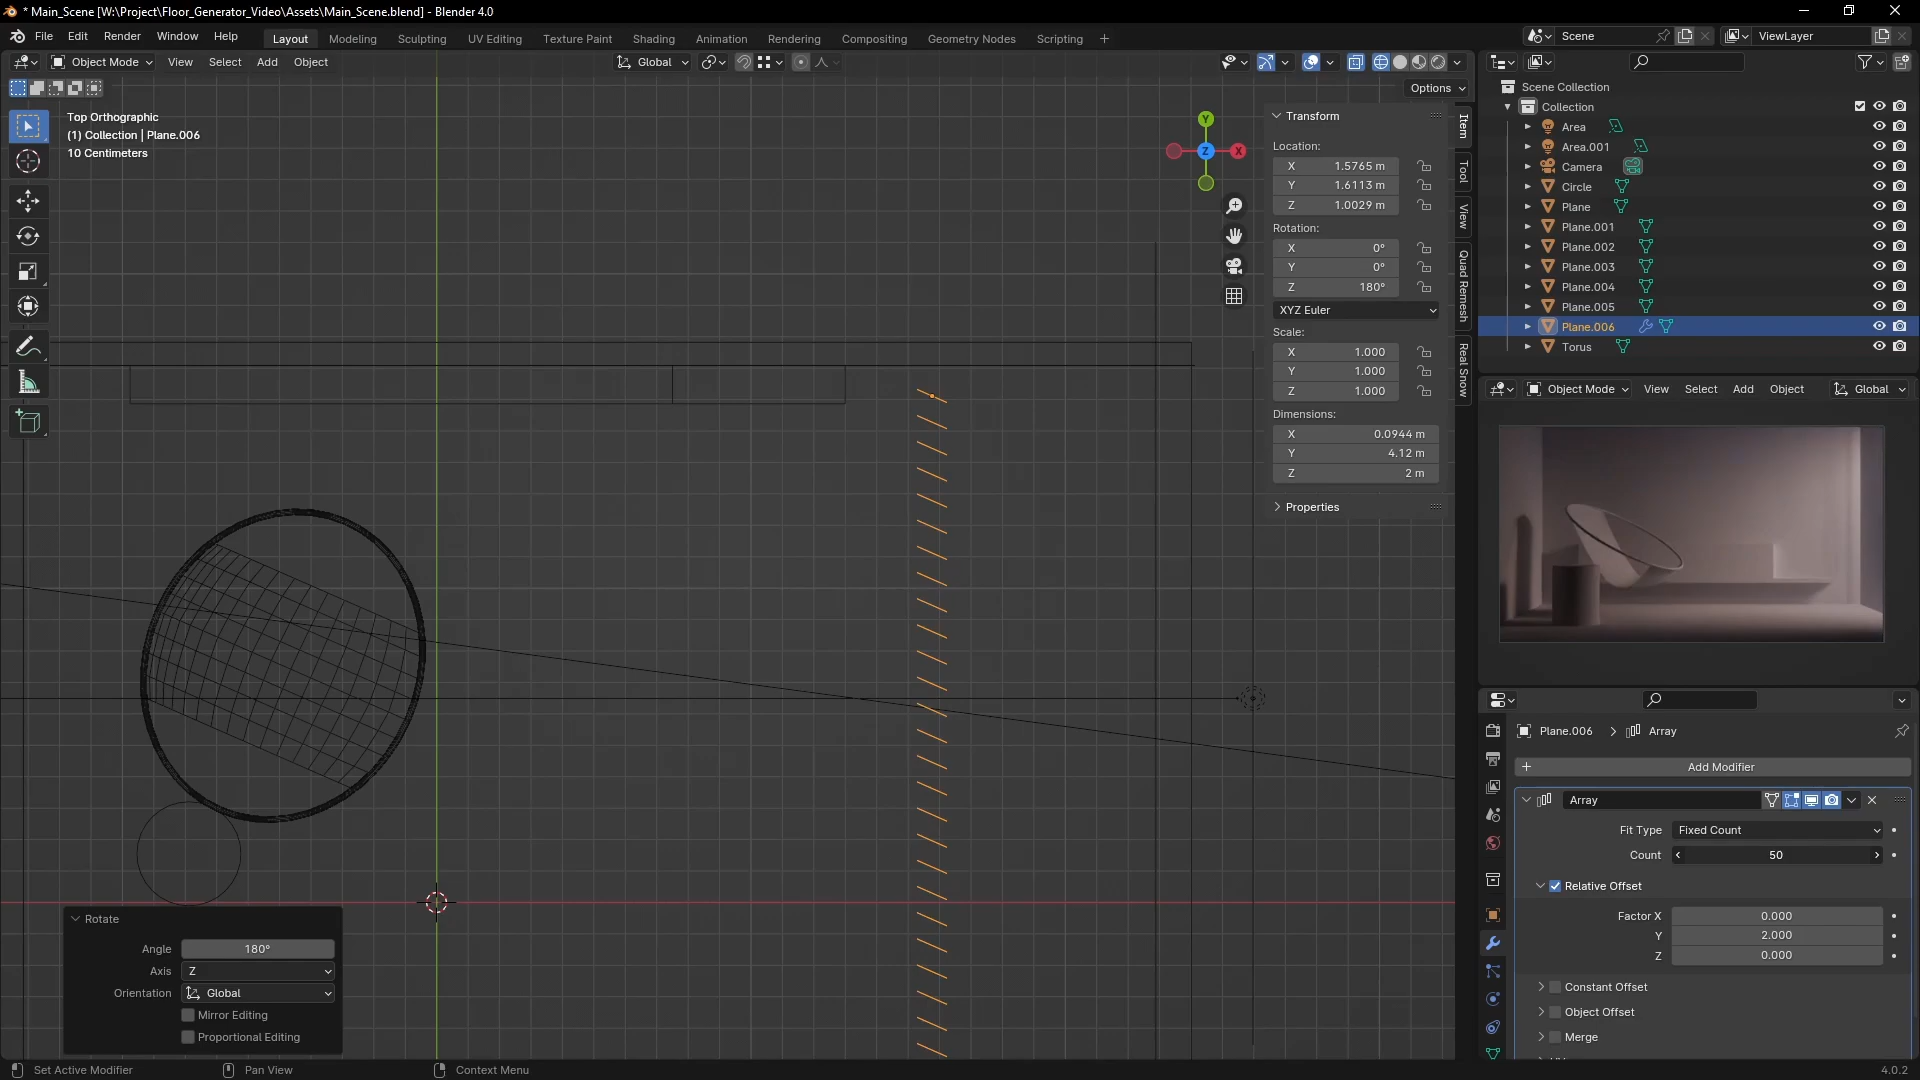 * Main_Scene [W:\Project\Floor_Generator_Video\Assets\Main_Scene.blend] - Blender 4.0
File Edit Render Window Help
Layout Modeling Sculpting UV Editing Texture Paint Shading Animation Rendering Compositing Geometry Nodes Scripting +
Scene
ViewLayer
Object Mode View Select Add Object
Global
Options
Top Orthographic
(1) Collection | Plane.006
10 Centimeters
Y
Z
X
Transform
Location:
X 1.5765 m
Y 1.6113 m
Z 1.0029 m
Rotation:
X 0°
Y 0°
Z 180°
XYZ Euler
Scale:
X 1.000
Y 1.000
Z 1.000
Dimensions:
X 0.0944 m
Y 4.12 m
Z 2 m
Properties
Item
Tool
View
Quad Remesh
Real Snow
Scene Collection
Collection
Area
Area.001
Camera
Circle
Plane
Plane.001
Plane.002
Plane.003
Plane.004
Plane.005
Plane.006
Torus
Object Mode View Select Add Object Global
Plane.006 > Array
+ Add Modifier
Array
Fit Type Fixed Count
Count 50
Relative Offset
Factor X 0.000
Y 2.000
Z 0.000
Constant Offset
Object Offset
Merge
Rotate
Angle 180°
Axis Z
Orientation Global
Mirror Editing
Proportional Editing
Set Active Modifier Pan View Context Menu
4.0.2